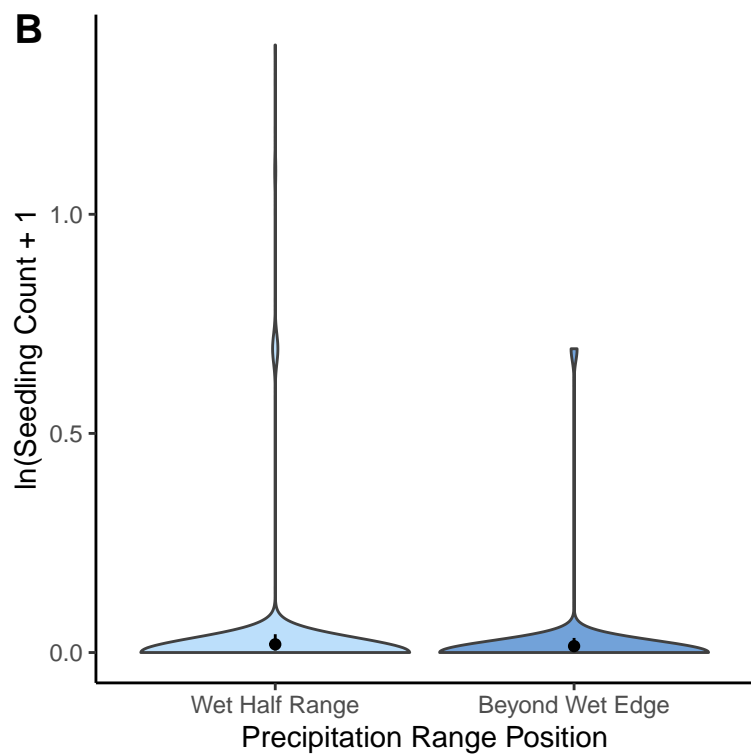 B
ln(Seedling Count + 1
1.0
0.5
0.0
Wet Half Range
Beyond Wet Edge
Precipitation Range Position